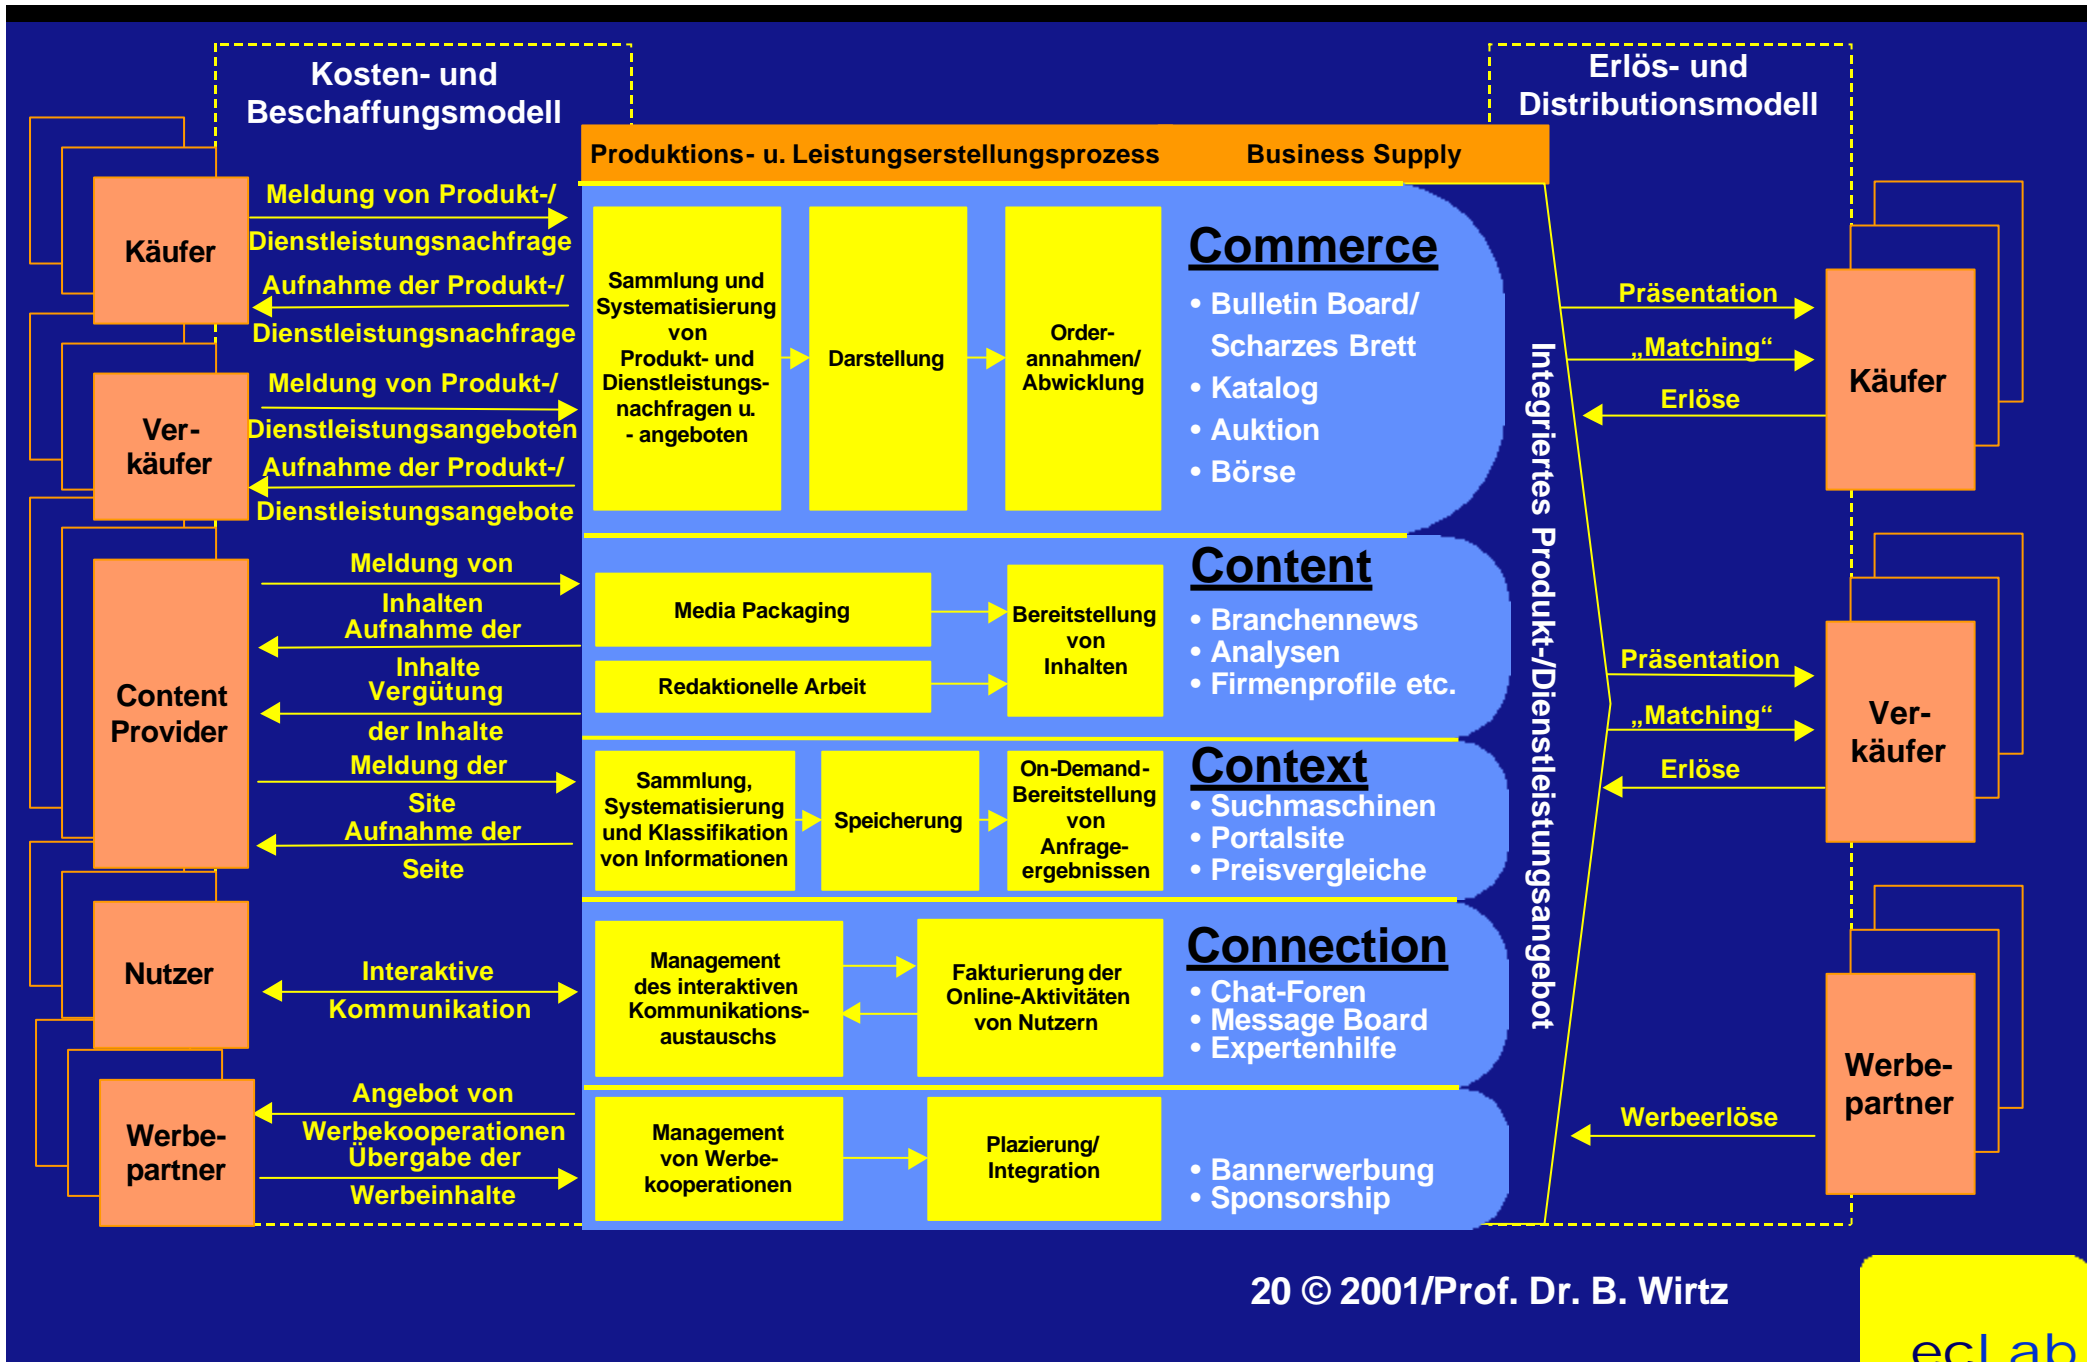 Kosten- und
Beschaffungsmodell
Erlös- und
Distributionsmodell
Produktions- u. Leistungserstellungsprozess
Business Supply
Käufer
Meldung von Produkt-/
Dienstleistungsnachfrage
Aufnahme der Produkt-/
Dienstleistungsnachfrage
Ver-
käufer
Meldung von Produkt-/
Dienstleistungsangeboten
Aufnahme der Produkt-/
Dienstleistungsangebote
Content
Provider
Meldung von
Inhalten
Aufnahme der
Inhalte
Vergütung
der Inhalte
Meldung der
Site
Aufnahme der
Seite
Nutzer
Interaktive
Kommunikation
Werbe-
partner
Angebot von
Werbekooperationen
Übergabe der
Werbeinhalte
Sammlung und
Systematisierung
von
Produkt- und
Dienstleistungs-
nachfragen u.
- angeboten
Darstellung
Order-
annahmen/
Abwicklung
Commerce
• Bulletin Board/
Scharzes Brett
• Katalog
• Auktion
• Börse
Media Packaging
Redaktionelle Arbeit
Bereitstellung
von
Inhalten
Content
• Branchennews
• Analysen
• Firmenprofile etc.
Sammlung,
Systematisierung
und Klassifikation
von Informationen
Speicherung
On-Demand-
Bereitstellung
von
Anfrage-
ergebnissen
Context
• Suchmaschinen
• Portalsite
• Preisvergleiche
Management
des interaktiven
Kommunikations-
austauschs
Fakturierung der
Online-Aktivitäten
von Nutzern
Connection
• Chat-Foren
• Message Board
• Expertenhilfe
Management
von Werbe-
kooperationen
Plazierung/
Integration
• Bannerwerbung
• Sponsorship
Integriertes Produkt-/Dienstleistungsangebot
Präsentation
„Matching“
Erlöse
Käufer
Präsentation
„Matching“
Erlöse
Ver-
käufer
Werbeerlöse
Werbe-
partner
20 © 2001/Prof. Dr. B. Wirtz
ecLab